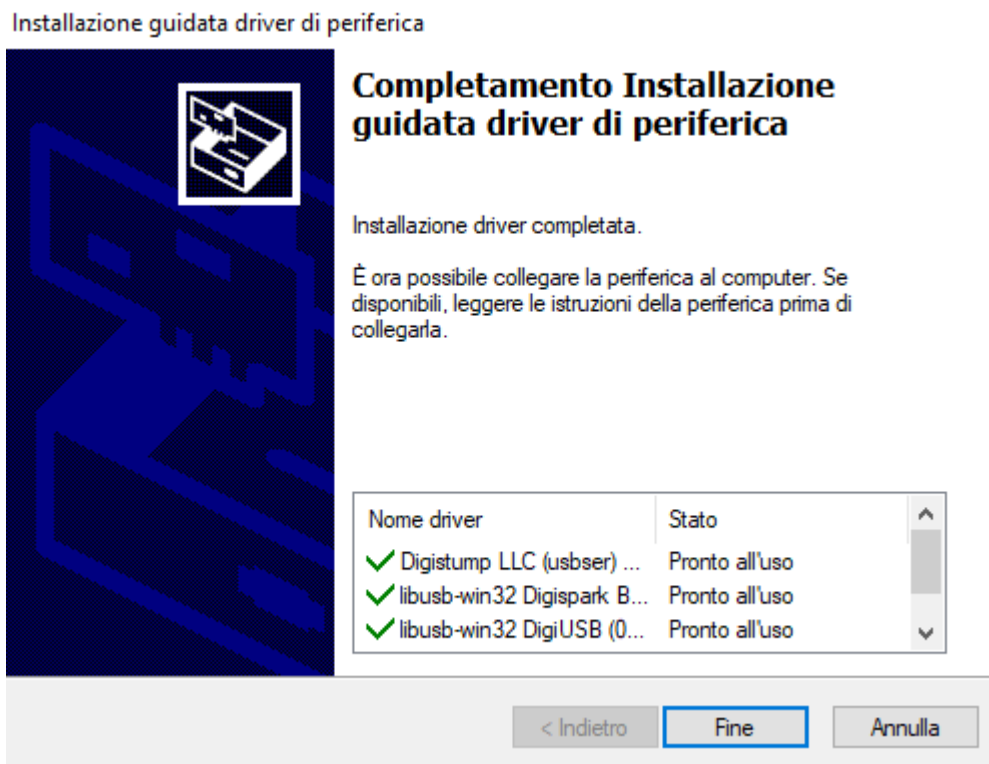 Installazione guidata driver di periferica
Completamento Installazione
guidata driver di periferica
Installazione driver completata.
È ora possibile collegare la periferica al computer. Se
disponibili, leggere le istruzioni della periferica prima di
collegarla.
Nome driver Stato
Digistump LLC (usbser) ... Pronto all'uso
libusb-win32 Digispark B... Pronto all'uso
libusb-win32 DigiUSB (0... Pronto all'uso
< Indietro Fine Annulla